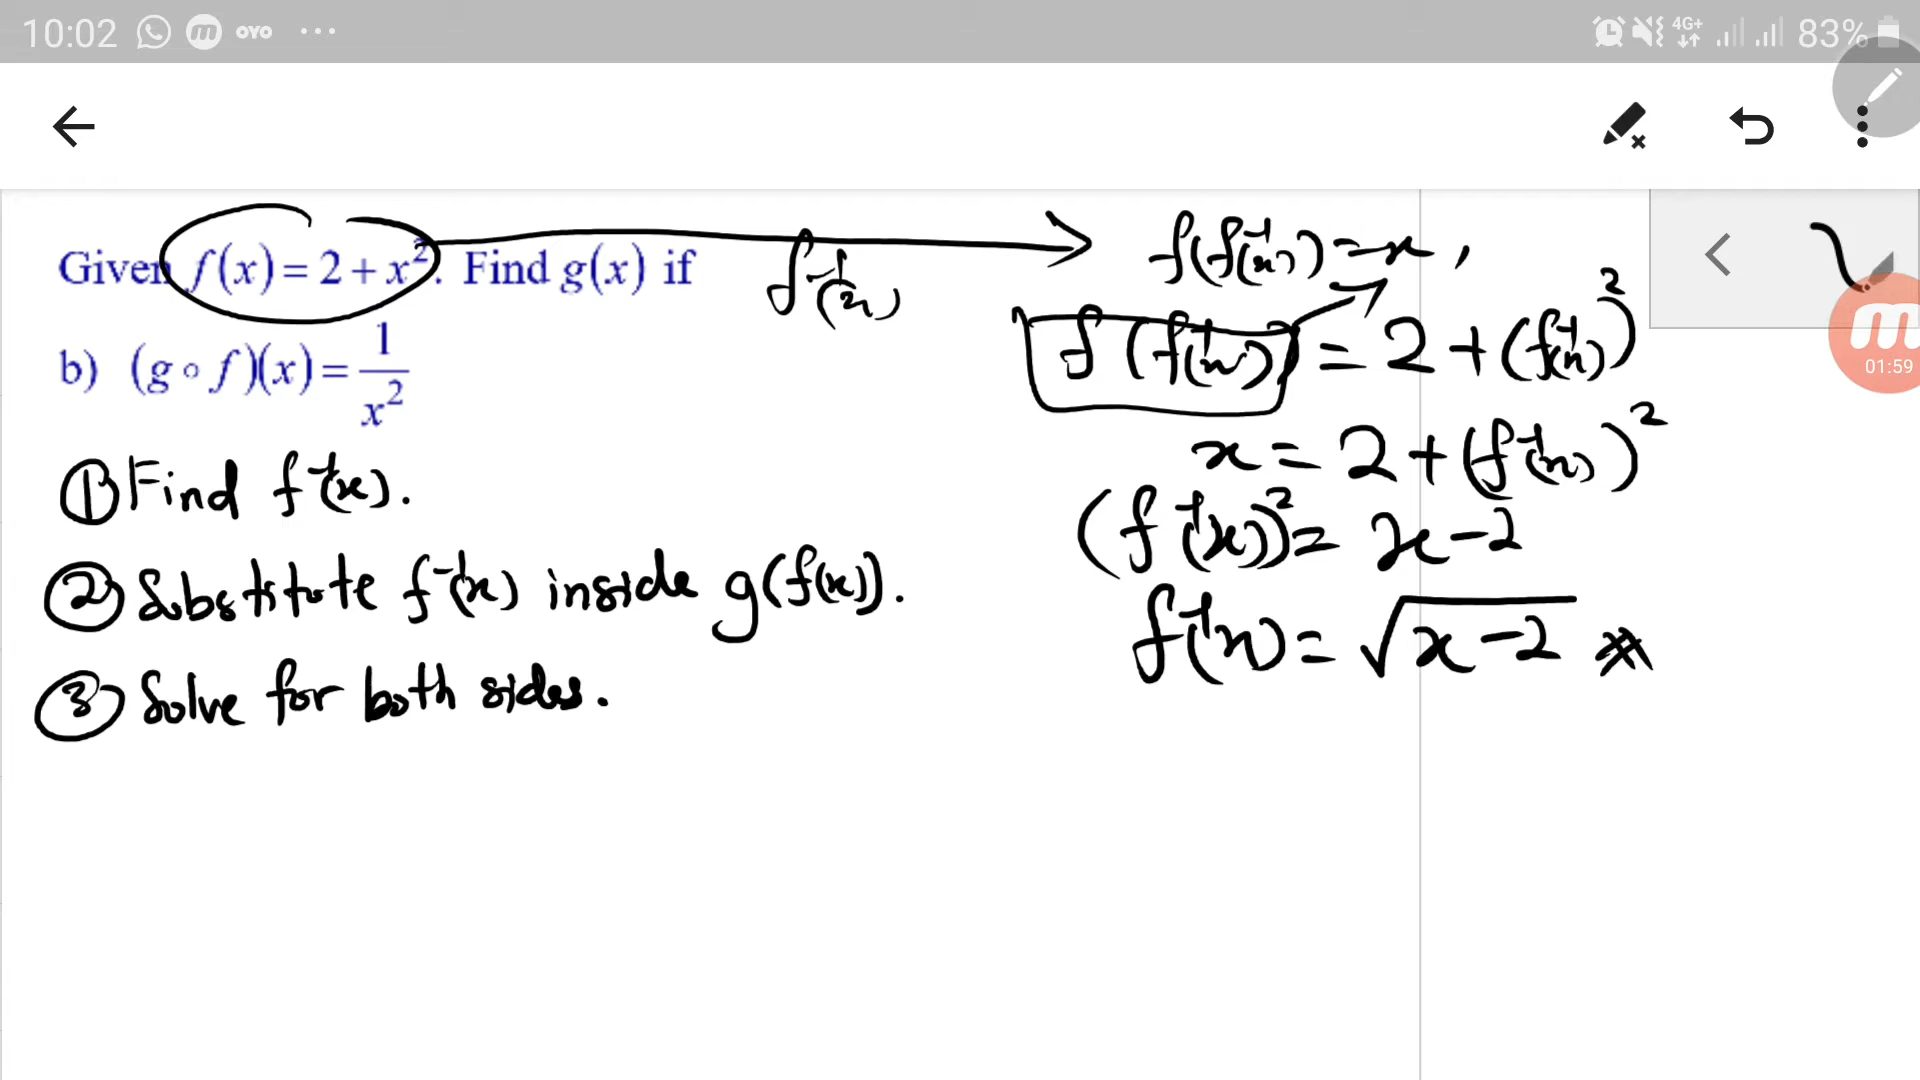 10:02 m OYO ... 4G+ 83%
Given f(x) = 2 + x². Find g(x) if
b) (g ∘ f)(x) = 1/x²
① Find f⁻¹(x).
② Substitute f⁻¹(x) inside g(f(x)).
③ Solve for both sides.
f⁻¹(x)
f(f⁻¹(x)) = x,
f(f⁻¹(x)) = 2 + (f⁻¹(x))²
x = 2 + (f⁻¹(x))²
(f⁻¹(x))² = x - 2
f⁻¹(x) = √(x - 2) *
m
01:59